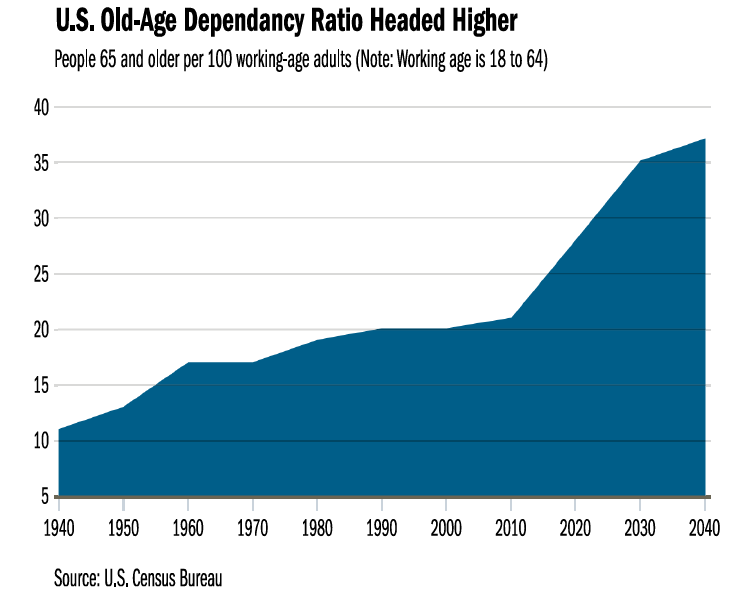 U.S. Old-Age Dependancy Ratio Headed Higher
People 65 and older per 100 working-age adults (Note: Working age is 18 to 64)
40
35
30
25
20
15
10
5
1940 1950 1960 1970 1980 1990 2000 2010 2020 2030 2040
Source: U.S. Census Bureau